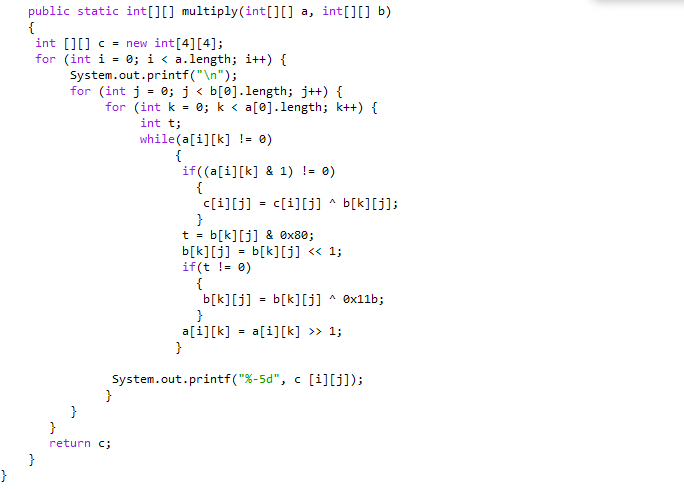 public static int[][] multiply(int[][] a, int[][] b)
{
int [][] c = new int[4][4];
for (int i = 0; i < a.length; i++) {
System.out.printf("\n");
for (int j = 0; j < b[0].length; j++) {
for (int k = 0; k < a[0].length; k++) {
int t;
while(a[i][k] != 0)
{
if((a[i][k] & 1) != 0)
{
c[i][j] = c[i][j] ^ b[k][j];
}
t = b[k][j] & 0x80;
b[k][j] = b[k][j] << 1;
if(t != 0)
{
b[k][j] = b[k][j] ^ 0x11b;
}
a[i][k] = a[i][k] >> 1;
}
System.out.printf("%-5d", c [i][j]);
}
}
}
return c;
}
}